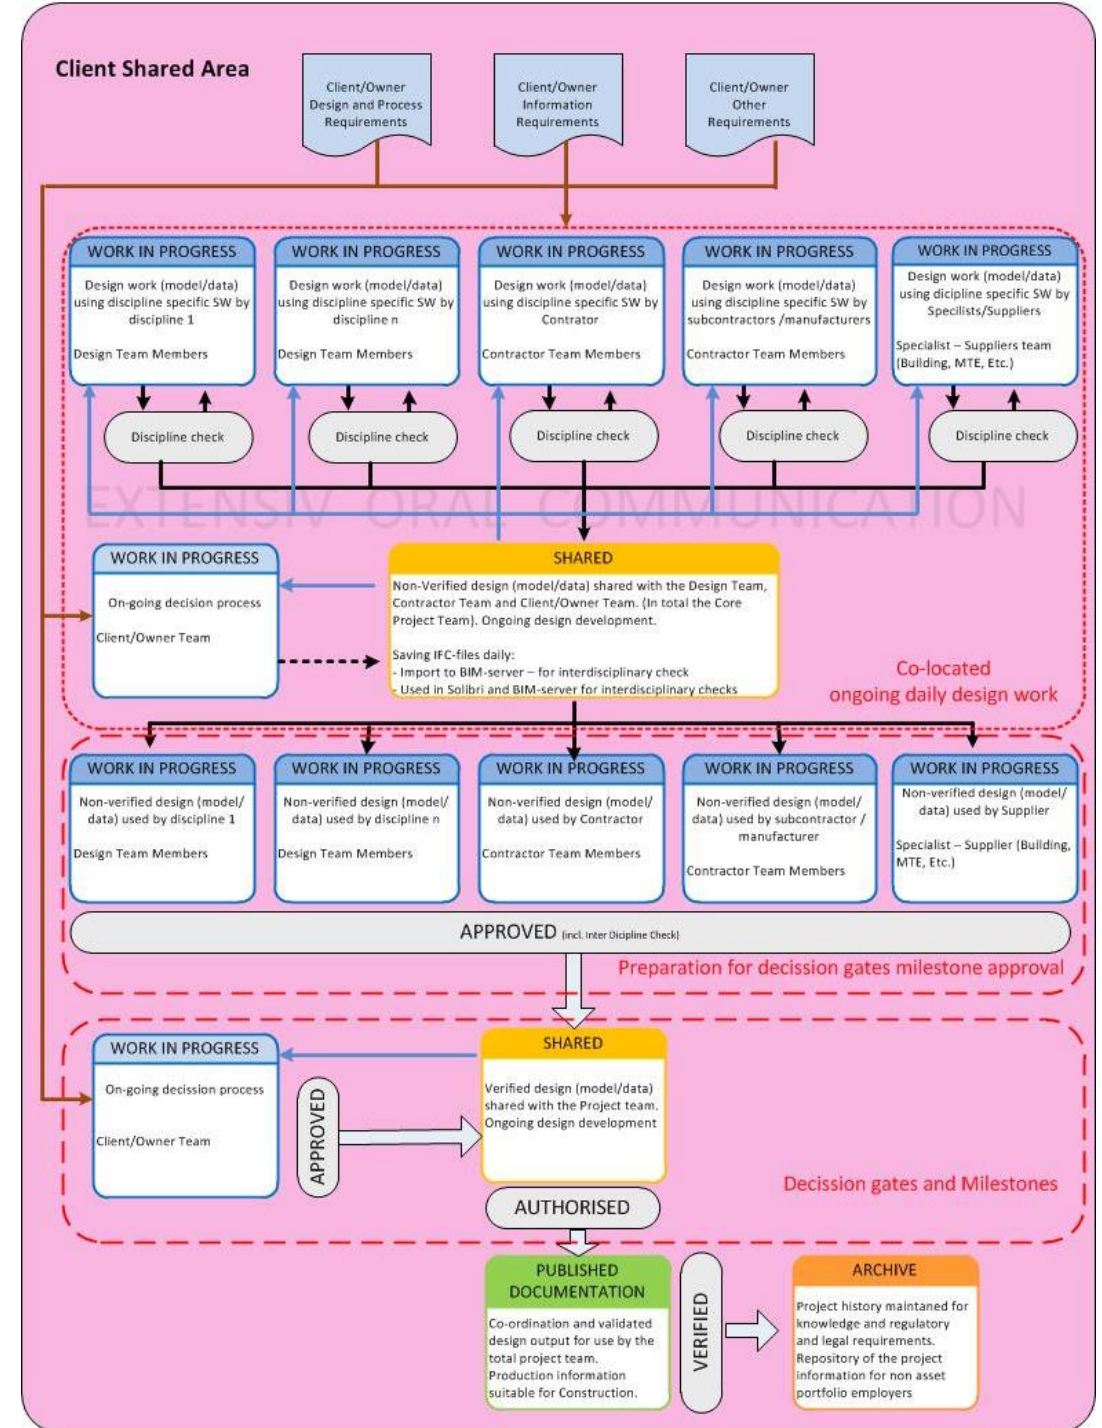 Client Shared Area
Client/Owner
Design and Process
Requirements
Client/Owner
Information
Requirements
Client/Owner
Other
Requirements
WORK IN PROGRESS
Design work (model/data)
using discipline specific SW by
discipline 1
Design Team Members
WORK IN PROGRESS
Design work (model/data)
using discipline specific SW by
discipline n
Design Team Members
WORK IN PROGRESS
Design work (model/data)
using discipline specific SW by
Contrator
Contractor Team Members
WORK IN PROGRESS
Design work (model/data)
using discipline specific SW by
subcontractors /manufacturers
Contractor Team Members
WORK IN PROGRESS
Design work (model/data)
using dicipline specific SW by
Specilists/Suppliers
Specialist – Suppliers team
(Building, MTE, Etc.)
Discipline check
Discipline check
Discipline check
Discipline check
Discipline check
EXTENSIV ORAL COMMUNICATION
WORK IN PROGRESS
On-going decision process
Client/Owner Team
SHARED
Non-Verified design (model/data) shared with the Design Team,
Contractor Team and Client/Owner Team. (In total the Core
Project Team). Ongoing design development.
Saving IFC-files daily:
- Import to BIM-server – for interdisciplinary check
- Used in Solibri and BIM-server for interdisciplinary checks
Co-located
ongoing daily design work
WORK IN PROGRESS
Non-verified design (model/
data) used by discipline 1
Design Team Members
WORK IN PROGRESS
Non-verified design (model/
data) used by discipline n
Design Team Members
WORK IN PROGRESS
Non-verified design (model/
data) used by Contractor
Contractor Team Members
WORK IN PROGRESS
Non-verified design (model/
data) used by subcontractor /
manufacturer
Contractor Team Members
WORK IN PROGRESS
Non-verified design (model/
data) used by Supplier
Specialist – Supplier (Building,
MTE, Etc.)
APPROVED (incl. Inter Dicipline Check)
Preparation for decission gates milestone approval
WORK IN PROGRESS
On-going decission process
Client/Owner Team
APPROVED
SHARED
Verified design (model/data)
shared with the Project team.
Ongoing design development
Decission gates and Milestones
AUTHORISED
PUBLISHED
DOCUMENTATION
Co-ordination and validated
design output for use by the
total project team.
Production information
suitable for Construction.
VERIFIED
ARCHIVE
Project history maintaned for
knowledge and regulatory
and legal requirements.
Repository of the project
information for non asset
portfolio employers